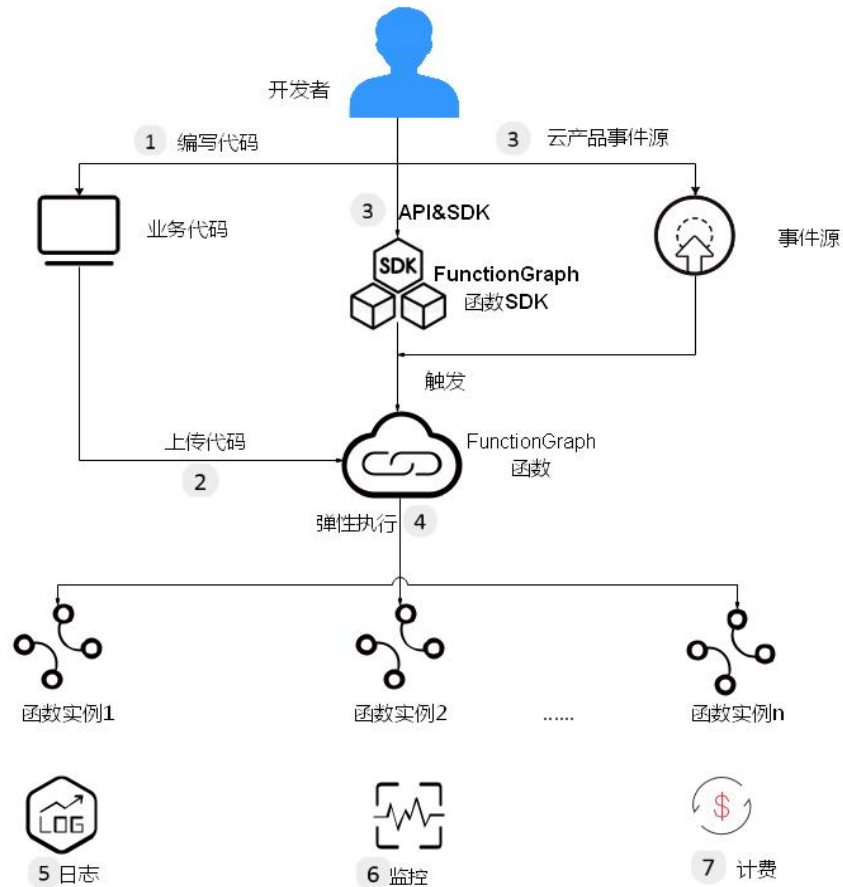 开发者
1 编写代码
3 云产品事件源
业务代码
3 API&SDK
事件源
SDK
FunctionGraph
函数SDK
触发
上传代码
2
FunctionGraph
函数
弹性执行 4
函数实例1
函数实例2
......
函数实例n
LOG
$
5 日志
6 监控
7 计费